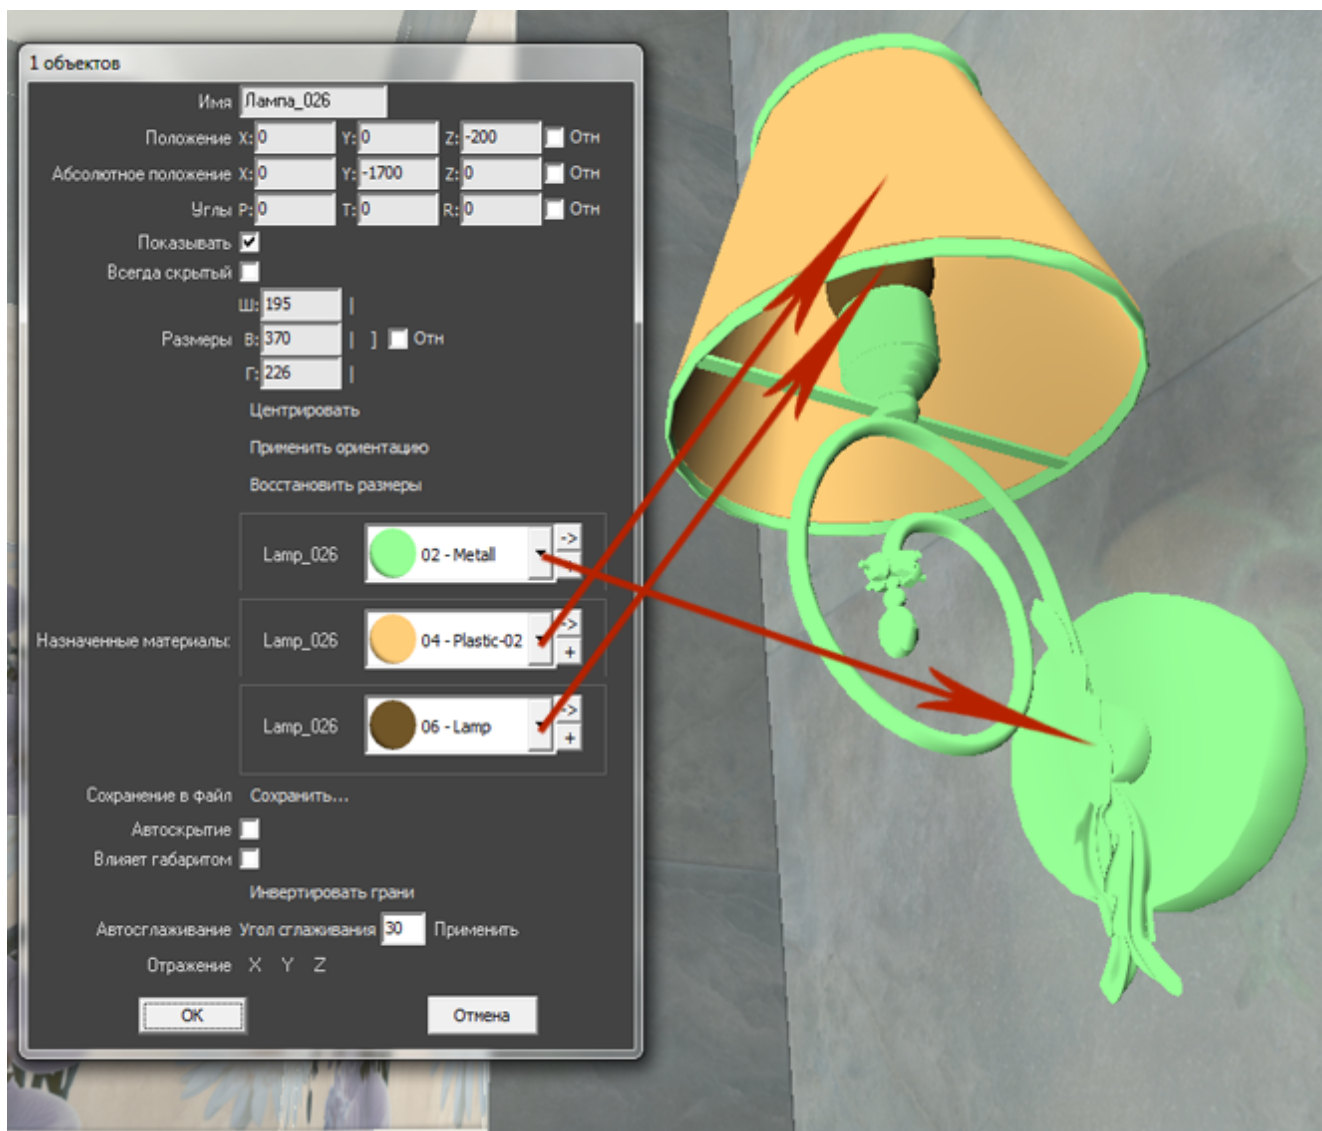 1 объектов
Имя Лампа_026
Положение X: 0 Y: 0 Z: -200 Отн
Абсолютное положение X: 0 Y: -1700 Z: 0 Отн
Углы P: 0 T: 0 R: 0 Отн
Показывать
Всегда скрытый
Ш: 195 |
Размеры В: 370 | ] Отн
Г: 226 |
Центрировать
Применить ориентацию
Восстановить размеры
Lamp_026 02 - Metall ->
Назначенные материалы: Lamp_026 04 - Plastic-02 -> +
Lamp_026 06 - Lamp -> +
Сохранение в файл Сохранить...
Автоскрытие
Влияет габаритом
Инвертировать грани
Автосглаживание Угол сглаживания 30 Применить
Отражение X Y Z
OK Отмена